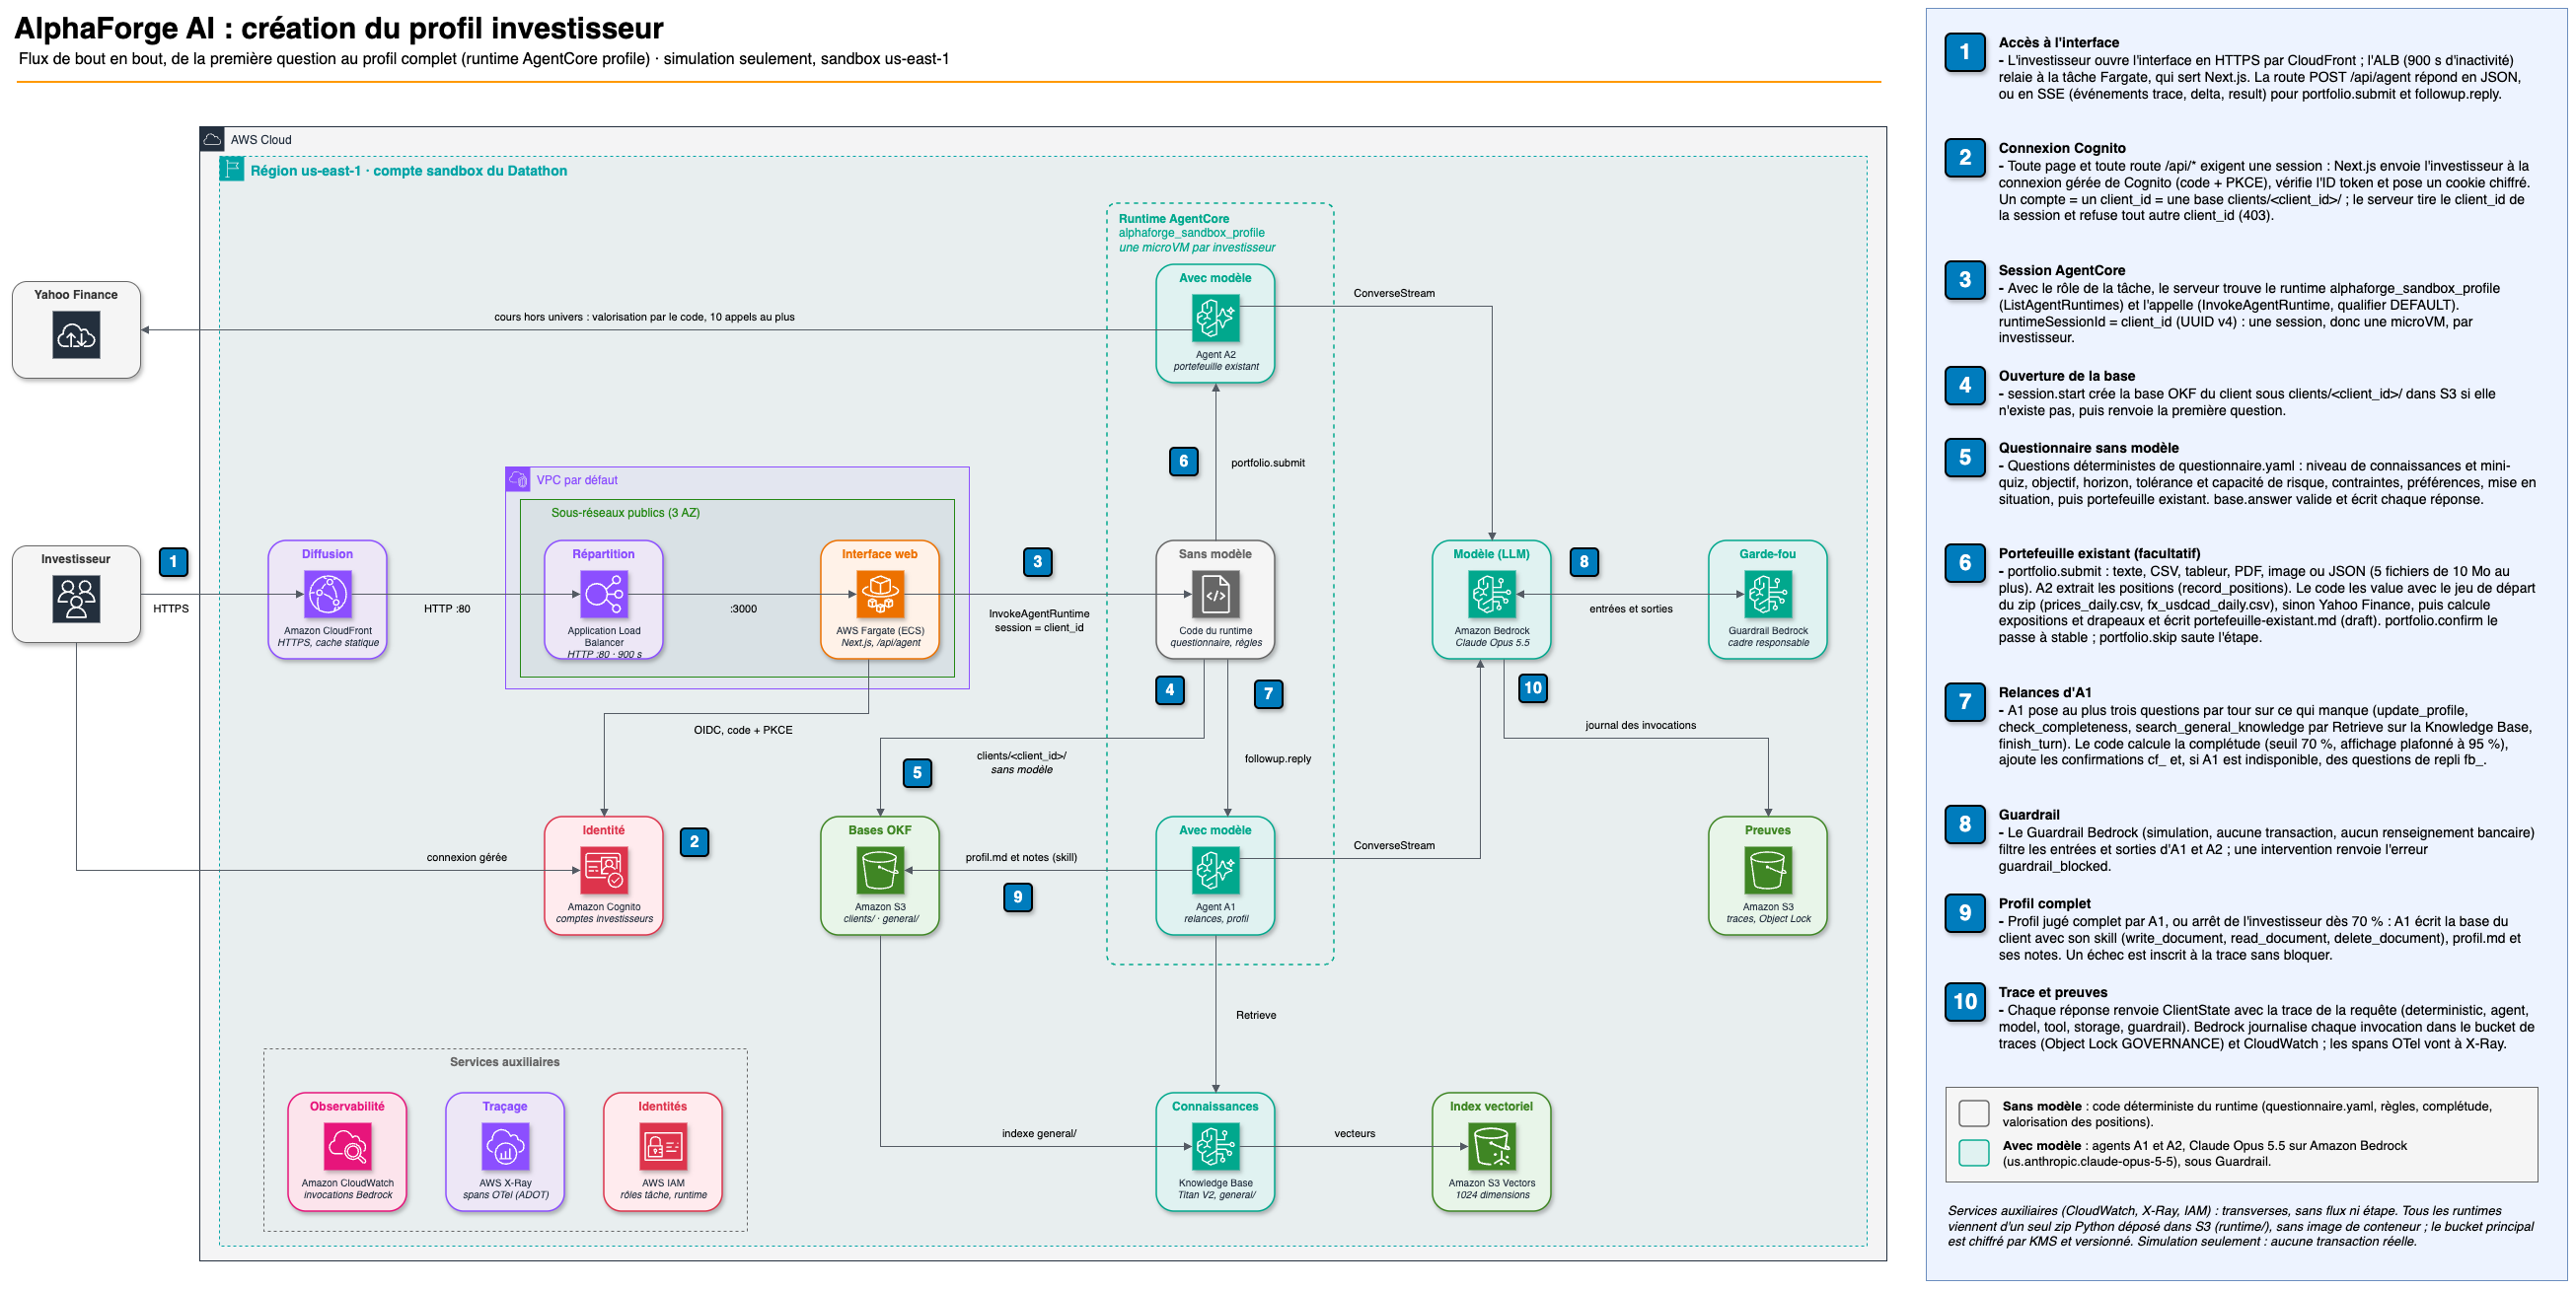 AlphaForge AI : création du profil investisseur
Flux de bout en bout, de la première question au profil complet (runtime AgentCore profile) · simulation seulement, sandbox us-east-1
AWS Cloud
Région us-east-1 · compte sandbox du Datathon
Runtime AgentCore
alphaforge_sandbox_profile
une microVM par investisseur
Yahoo Finance
cours hors univers : valorisation par le code, 10 appels au plus
Avec modèle
Agent A2
portefeuille existant
ConverseStream
6
portfolio.submit
VPC par défaut
Sous-réseaux publics (3 AZ)
Investisseur
1
HTTPS
Diffusion
Amazon CloudFront
HTTPS, cache statique
HTTP :80
Répartition
Application Load
Balancer
HTTP :80 · 900 s
:3000
Interface web
AWS Fargate (ECS)
Next.js, /api/agent
3
InvokeAgentRuntime
session = client_id
Sans modèle
Code du runtime
questionnaire, règles
Modèle (LLM)
Amazon Bedrock
Claude Opus 5.5
8
entrées et sorties
Garde-fou
Guardrail Bedrock
cadre responsable
4
7
10
OIDC, code + PKCE
clients/<client_id>/
sans modèle
5
followup.reply
journal des invocations
connexion gérée
Identité
Amazon Cognito
comptes investisseurs
2
Bases OKF
Amazon S3
clients/ · general/
profil.md et notes (skill)
9
Avec modèle
Agent A1
relances, profil
ConverseStream
Preuves
Amazon S3
traces, Object Lock
Retrieve
Services auxiliaires
Observabilité
Amazon CloudWatch
invocations Bedrock
Traçage
AWS X-Ray
spans OTel (ADOT)
Identités
AWS IAM
rôles tâche, runtime
indexe general/
Connaissances
Knowledge Base
Titan V2, general/
vecteurs
Index vectoriel
Amazon S3 Vectors
1024 dimensions
1
Accès à l'interface
- L'investisseur ouvre l'interface en HTTPS par CloudFront ; l'ALB (900 s d'inactivité)
relaie à la tâche Fargate, qui sert Next.js. La route POST /api/agent répond en JSON,
ou en SSE (événements trace, delta, result) pour portfolio.submit et followup.reply.
2
Connexion Cognito
- Toute page et toute route /api/* exigent une session : Next.js envoie l'investisseur à la
connexion gérée de Cognito (code + PKCE), vérifie l'ID token et pose un cookie chiffré.
Un compte = un client_id = une base clients/<client_id>/ ; le serveur tire le client_id de
la session et refuse tout autre client_id (403).
3
Session AgentCore
- Avec le rôle de la tâche, le serveur trouve le runtime alphaforge_sandbox_profile
(ListAgentRuntimes) et l'appelle (InvokeAgentRuntime, qualifier DEFAULT).
runtimeSessionId = client_id (UUID v4) : une session, donc une microVM, par
investisseur.
4
Ouverture de la base
- session.start crée la base OKF du client sous clients/<client_id>/ dans S3 si elle
n'existe pas, puis renvoie la première question.
5
Questionnaire sans modèle
- Questions déterministes de questionnaire.yaml : niveau de connaissances et mini-
quiz, objectif, horizon, tolérance et capacité de risque, contraintes, préférences, mise en
situation, puis portefeuille existant. base.answer valide et écrit chaque réponse.
6
Portefeuille existant (facultatif)
- portfolio.submit : texte, CSV, tableur, PDF, image ou JSON (5 fichiers de 10 Mo au
plus). A2 extrait les positions (record_positions). Le code les value avec le jeu de départ
du zip (prices_daily.csv, fx_usdcad_daily.csv), sinon Yahoo Finance, puis calcule
expositions et drapeaux et écrit portefeuille-existant.md (draft). portfolio.confirm le
passe à stable ; portfolio.skip saute l'étape.
7
Relances d'A1
- A1 pose au plus trois questions par tour sur ce qui manque (update_profile,
check_completeness, search_general_knowledge par Retrieve sur la Knowledge Base,
finish_turn). Le code calcule la complétude (seuil 70 %, affichage plafonné à 95 %),
ajoute les confirmations cf_ et, si A1 est indisponible, des questions de repli fb_.
8
Guardrail
- Le Guardrail Bedrock (simulation, aucune transaction, aucun renseignement bancaire)
filtre les entrées et sorties d'A1 et A2 ; une intervention renvoie l'erreur
guardrail_blocked.
9
Profil complet
- Profil jugé complet par A1, ou arrêt de l'investisseur dès 70 % : A1 écrit la base du
client avec son skill (write_document, read_document, delete_document), profil.md et
ses notes. Un échec est inscrit à la trace sans bloquer.
10
Trace et preuves
- Chaque réponse renvoie ClientState avec la trace de la requête (deterministic, agent,
model, tool, storage, guardrail). Bedrock journalise chaque invocation dans le bucket de
traces (Object Lock GOVERNANCE) et CloudWatch ; les spans OTel vont à X-Ray.
Sans modèle : code déterministe du runtime (questionnaire.yaml, règles, complétude,
valorisation des positions).
Avec modèle : agents A1 et A2, Claude Opus 5.5 sur Amazon Bedrock
(us.anthropic.claude-opus-5-5), sous Guardrail.
Services auxiliaires (CloudWatch, X-Ray, IAM) : transverses, sans flux ni étape. Tous les runtimes
viennent d'un seul zip Python déposé dans S3 (runtime/), sans image de conteneur ; le bucket principal
est chiffré par KMS et versionné. Simulation seulement : aucune transaction réelle.